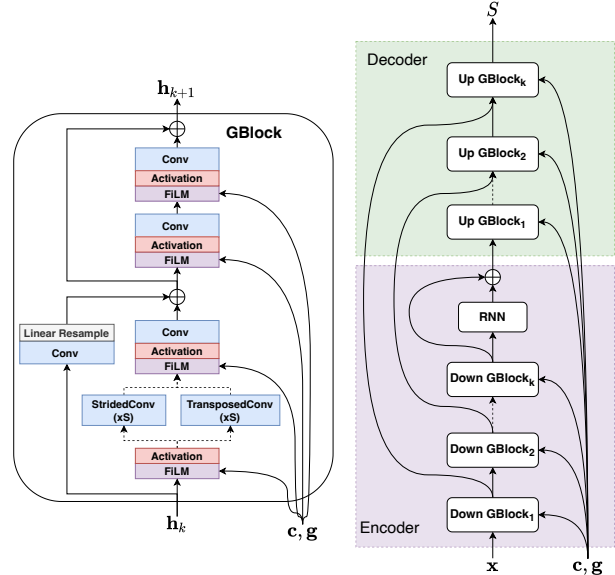 h_{k+1}
GBlock
Conv
Activation
FiLM
Conv
Activation
FiLM
Linear Resample
Conv
Conv
Activation
FiLM
StridedConv
(xS)
TransposedConv
(xS)
Activation
FiLM
h_k
c, g
S
Decoder
Up GBlock_k
Up GBlock_2
Up GBlock_1
RNN
Down GBlock_k
Down GBlock_2
Down GBlock_1
Encoder
x
c, g